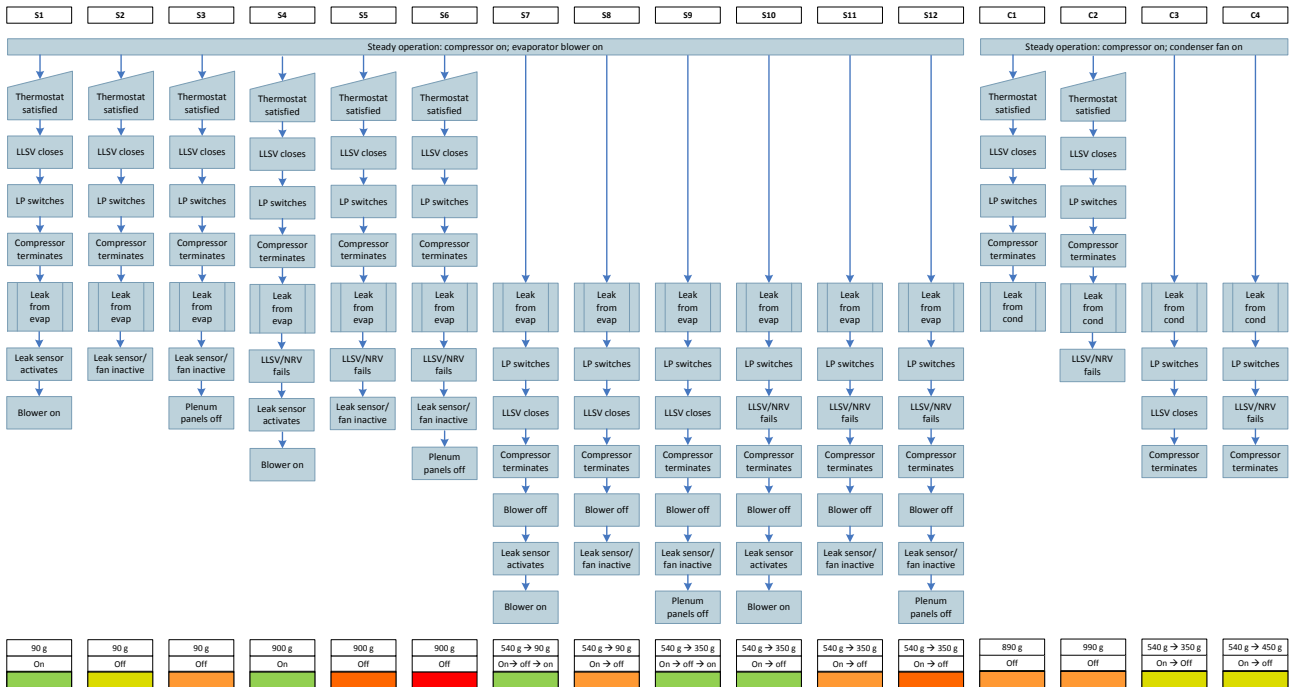 S1 S2 S3 S4 S5 S6 S7 S8 S9 S10 S11 S12 C1 C2 C3 C4
Steady operation: compressor on; evaporator blower on
Steady operation: compressor on; condenser fan on
Thermostat
satisfied
LLSV closes
LP switches
Compressor
terminates
Leak
from
evap
Leak sensor
activates
Blower on
Thermostat
satisfied
LLSV closes
LP switches
Compressor
terminates
Leak
from
evap
Leak sensor/
fan inactive
Thermostat
satisfied
LLSV closes
LP switches
Compressor
terminates
Leak
from
evap
Leak sensor/
fan inactive
Plenum
panels off
Thermostat
satisfied
LLSV closes
LP switches
Compressor
terminates
Leak
from
evap
LLSV/NRV
fails
Leak sensor
activates
Blower on
Thermostat
satisfied
LLSV closes
LP switches
Compressor
terminates
Leak
from
evap
LLSV/NRV
fails
Leak sensor/
fan inactive
Thermostat
satisfied
LLSV closes
LP switches
Compressor
terminates
Leak
from
evap
LLSV/NRV
fails
Leak sensor/
fan inactive
Plenum
panels off
Leak
from
evap
LP switches
LLSV closes
Compressor
terminates
Blower off
Leak sensor
activates
Blower on
Leak
from
evap
LP switches
LLSV closes
Compressor
terminates
Blower off
Leak sensor/
fan inactive
Leak
from
evap
LP switches
LLSV closes
Compressor
terminates
Blower off
Leak sensor/
fan inactive
Plenum
panels off
Leak
from
evap
LP switches
LLSV/NRV
fails
Compressor
terminates
Blower off
Leak sensor
activates
Blower on
Leak
from
evap
LP switches
LLSV/NRV
fails
Compressor
terminates
Blower off
Leak sensor/
fan inactive
Leak
from
evap
LP switches
LLSV/NRV
fails
Compressor
terminates
Blower off
Leak sensor/
fan inactive
Plenum
panels off
Thermostat
satisfied
LLSV closes
LP switches
Compressor
terminates
Leak
from
cond
Thermostat
satisfied
LLSV closes
LP switches
Compressor
terminates
Leak
from
cond
LLSV/NRV
fails
Leak
from
cond
LP switches
LLSV closes
Compressor
terminates
Leak
from
cond
LP switches
LLSV/NRV
fails
Compressor
terminates
90 g 90 g 90 g 900 g 900 g 900 g 540 g → 90 g 540 g → 90 g 540 g → 350 g 540 g → 350 g 540 g → 350 g 540 g → 350 g 890 g 990 g 540 g → 350 g 540 g → 450 g
On Off Off On Off Off On → off → on On → off On → off → on On → off → on On → off On → off Off Off On → Off On → off